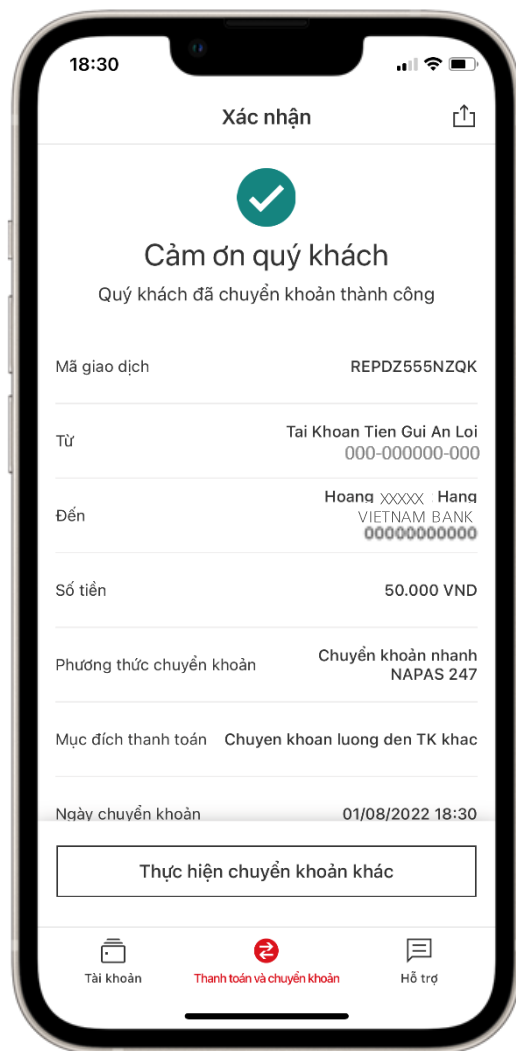 18:30
Xác nhận
Cảm ơn quý khách
Quý khách đã chuyển khoản thành công
Mã giao dịch REPDZ555NZQK
Từ Tai Khoan Tien Gui An Loi
000-000000-000
Đến Hoang XXXXX Hang
VIETNAM BANK
00000000000
Số tiền 50.000 VND
Phương thức chuyển khoản Chuyển khoản nhanh
NAPAS 247
Mục đích thanh toán Chuyen khoan luong den TK khac
Ngày chuyển khoản 01/08/2022 18:30
Thực hiện chuyển khoản khác
Tài khoản Thanh toán và chuyển khoản Hỗ trợ